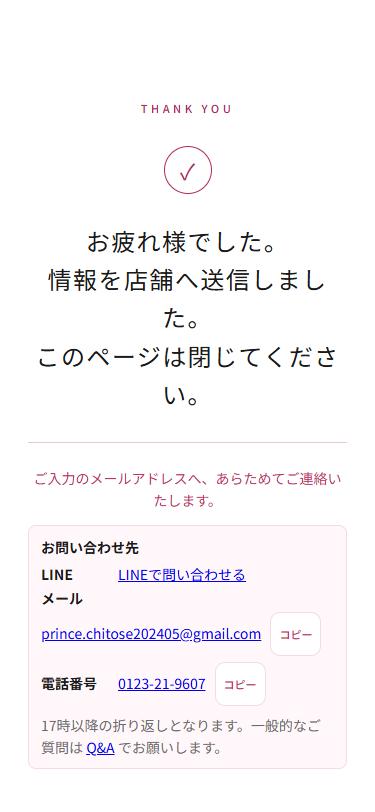 THANK YOU
お疲れ様でした。
情報を店舗へ送信しまし
た。
このページは閉じてくださ
い。
ご入力のメールアドレスへ、あらためてご連絡い
たします。
お問い合わせ先
LINE LINEで問い合わせる
メール
prince.chitose202405@gmail.com コピー
電話番号 0123-21-9607 コピー
17時以降の折り返しとなります。一般的なご
質問は Q&A でお願いします。